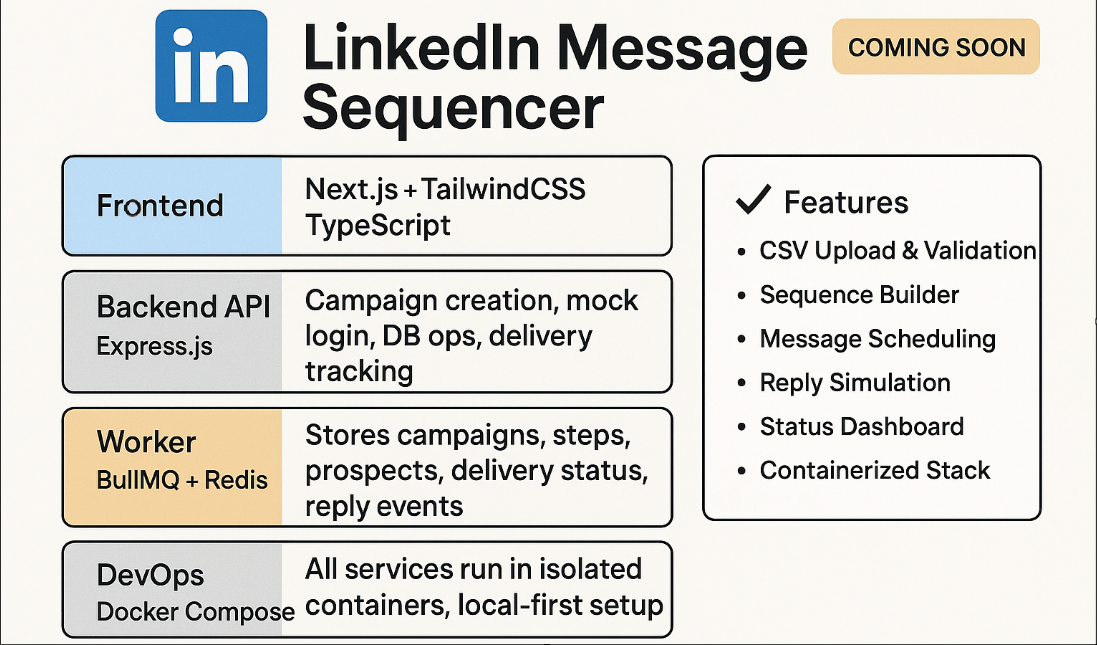 in
LinkedIn Message
Sequencer
COMING SOON
Frontend
Next.js + TailwindCSS
TypeScript
Backend API
Express.js
Campaign creation, mock
login, DB ops, delivery
tracking
Worker
BullMQ + Redis
Stores campaigns, steps,
prospects, delivery status,
reply events
DevOps
Docker Compose
All services run in isolated
containers, local-first setup
✓ Features
• CSV Upload & Validation
• Sequence Builder
• Message Scheduling
• Reply Simulation
• Status Dashboard
• Containerized Stack